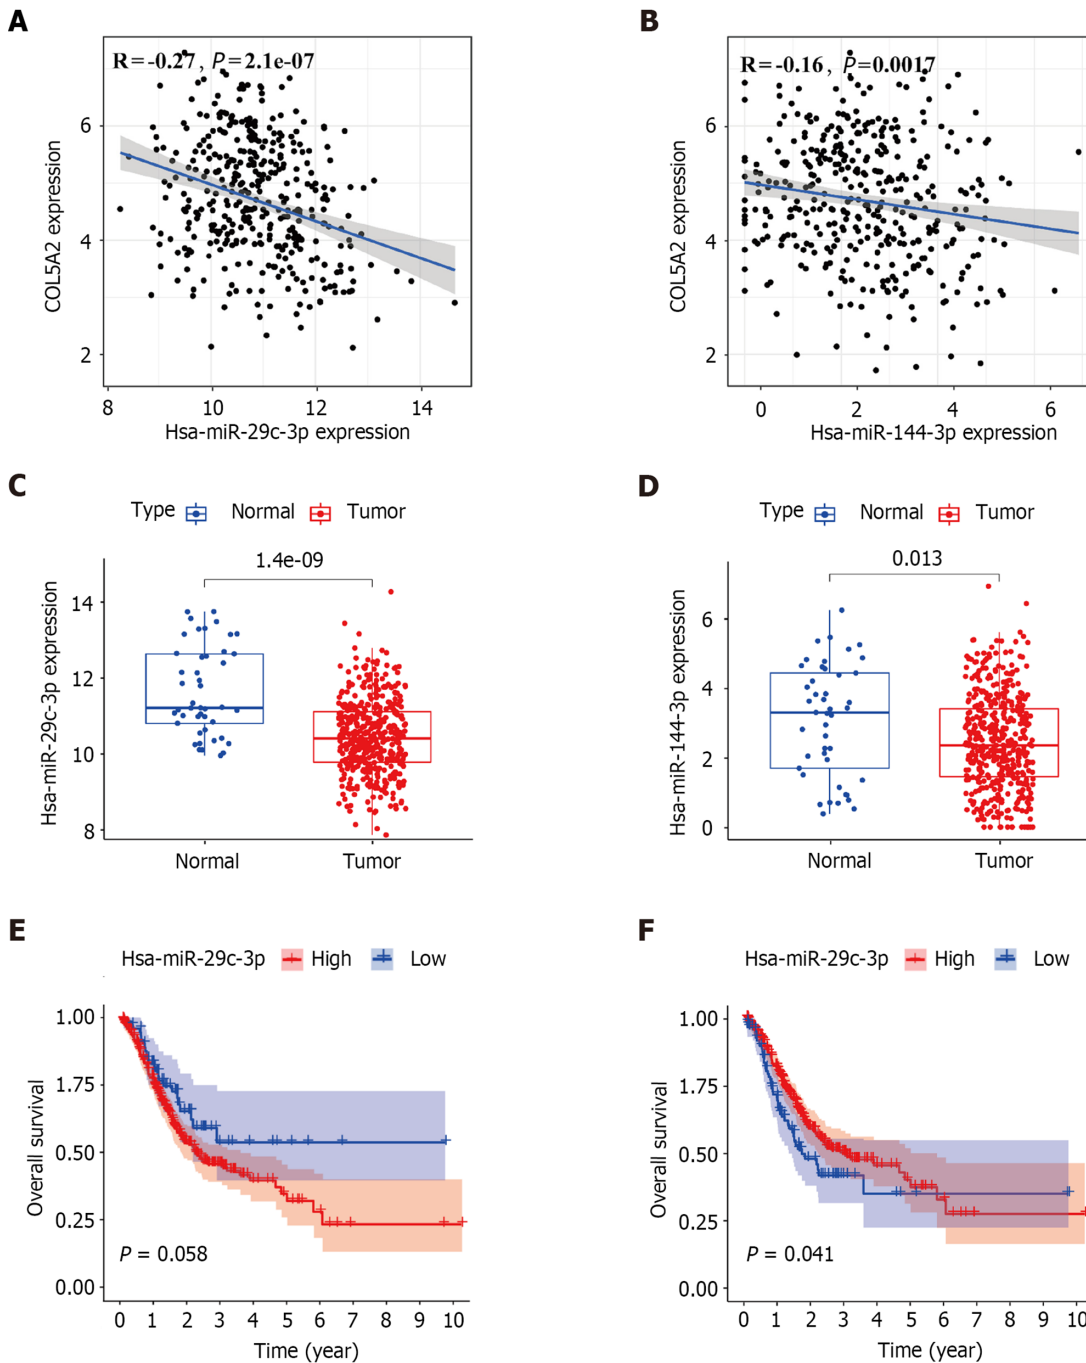 A
R=-0.27, P=2.1e-07
COL5A2 expression
6
4
2
8 10 12 14
Hsa-miR-29c-3p expression
B
R=-0.16, P=0.0017
COL5A2 expression
6
4
2
0 2 4 6
Hsa-miR-144-3p expression
C
Type Normal Tumor
1.4e-09
Hsa-miR-29c-3p expression
14
12
10
8
Normal Tumor
D
Type Normal Tumor
0.013
Hsa-miR-144-3p expression
6
4
2
0
Normal Tumor
E
Hsa-miR-29c-3p High Low
Overall survival
1.00
1.75
0.50
0.25
0.00
P = 0.058
0 1 2 3 4 5 6 7 8 9 10
Time (year)
F
Hsa-miR-29c-3p High Low
Overall survival
1.00
1.75
0.50
0.25
0.00
P = 0.041
0 1 2 3 4 5 6 7 8 9 10
Time (year)